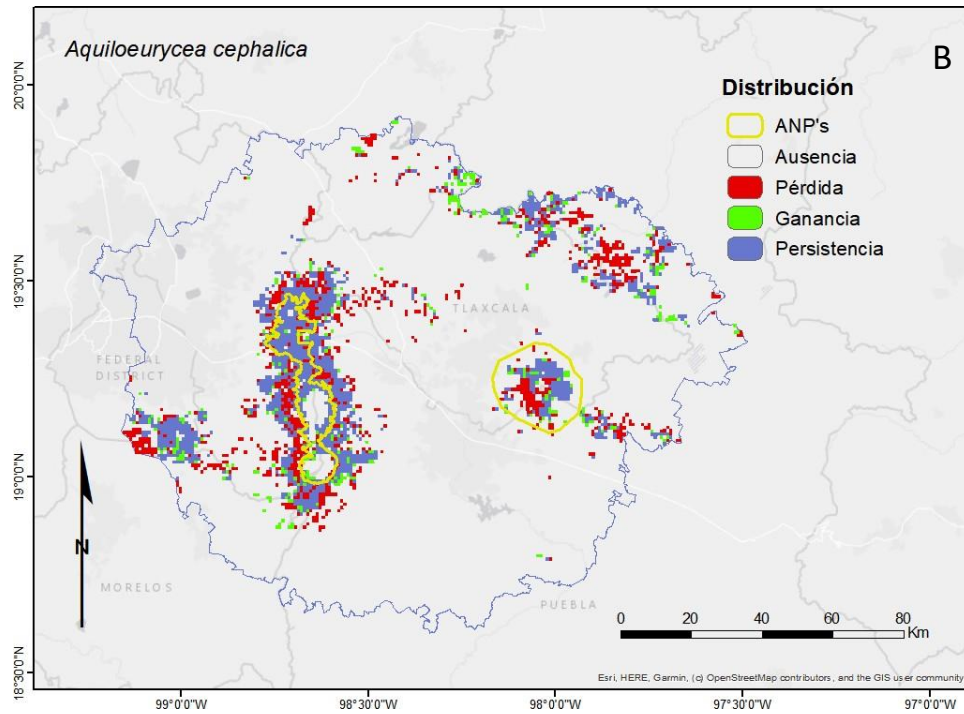 Aquiloeurycea cephalica
B
Distribución
ANP's
Ausencia
Pérdida
Ganancia
Persistencia
20°0'0"N
19°30'0"N
19°0'0"N
18°30'0"N
TLAXCALA
FEDERAL
DISTRICT
N
MORELOS
PUEBLA
0 20 40 60 80
Km
Esri, HERE, Garmin, (c) OpenStreetMap contributors, and the GIS user community
99°0'0"W 98°30'0"W 98°0'0"W 97°30'0"W 97°0'0"W